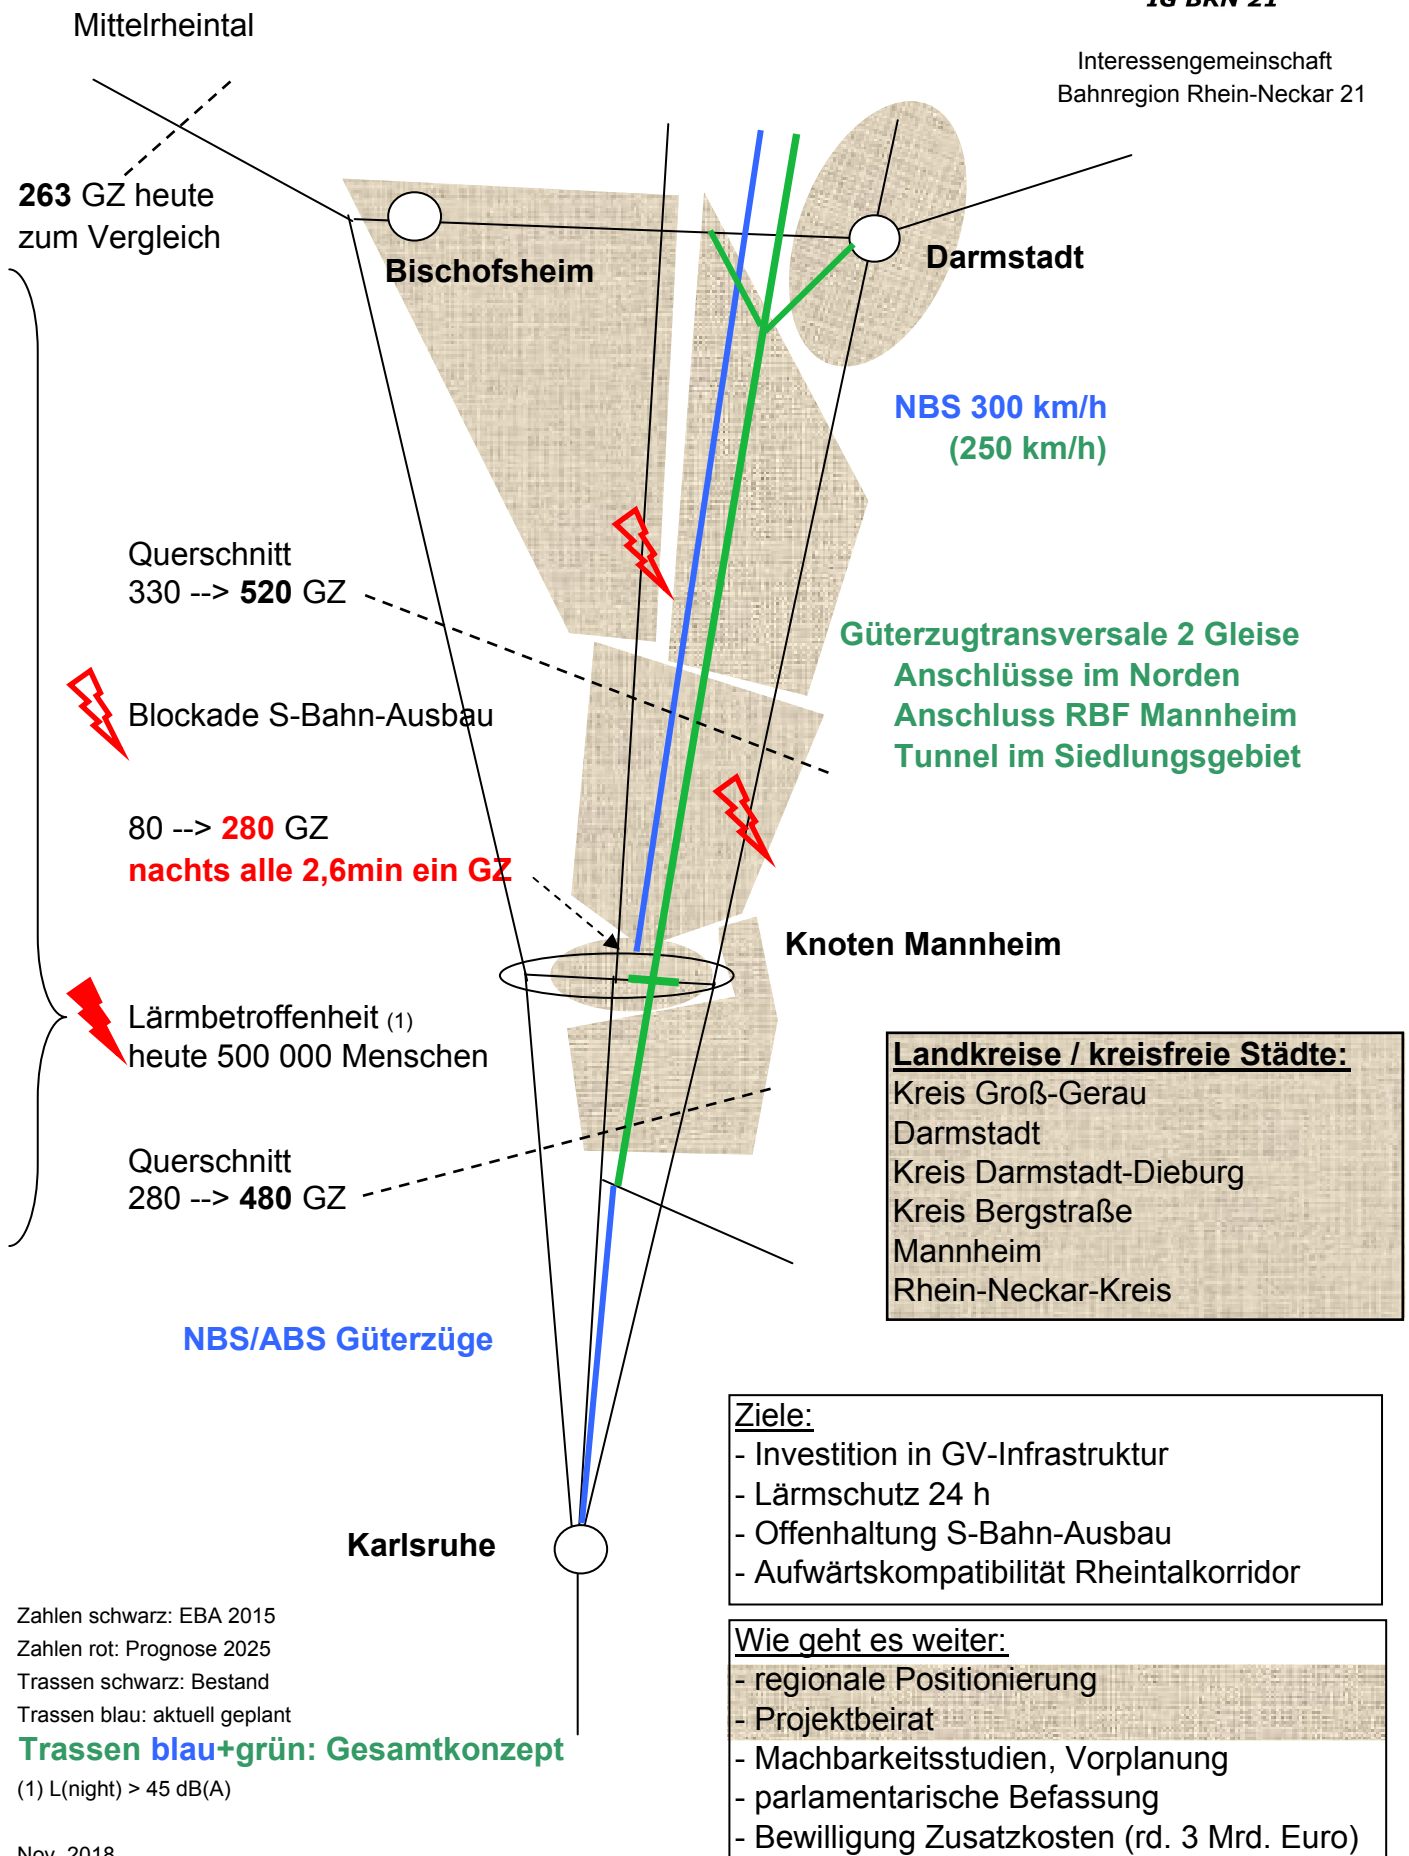 IG BRN 21
Mittelrheintal
Interessengemeinschaft
Bahnregion Rhein-Neckar 21
263 GZ heute
zum Vergleich
Bischofsheim
Darmstadt
NBS 300 km/h
(250 km/h)
Querschnitt
330 --> 520 GZ
Güterzugtransversale 2 Gleise
Anschlüsse im Norden
Anschluss RBF Mannheim
Tunnel im Siedlungsgebiet
Blockade S-Bahn-Ausbau
80 --> 280 GZ
nachts alle 2,6min ein GZ
Knoten Mannheim
Lärmbetroffenheit (1)
heute 500 000 Menschen
Landkreise / kreisfreie Städte:
Kreis Groß-Gerau
Darmstadt
Kreis Darmstadt-Dieburg
Kreis Bergstraße
Mannheim
Rhein-Neckar-Kreis
Querschnitt
280 --> 480 GZ
NBS/ABS Güterzüge
Karlsruhe
Ziele:
- Investition in GV-Infrastruktur
- Lärmschutz 24 h
- Offenhaltung S-Bahn-Ausbau
- Aufwärtskompatibilität Rheintalkorridor
Zahlen schwarz: EBA 2015
Zahlen rot: Prognose 2025
Trassen schwarz: Bestand
Trassen blau: aktuell geplant
Trassen blau+grün: Gesamtkonzept
(1) L(night) > 45 dB(A)
Nov. 2018
Wie geht es weiter:
- regionale Positionierung
- Projektbeirat
- Machbarkeitsstudien, Vorplanung
- parlamentarische Befassung
- Bewilligung Zusatzkosten (rd. 3 Mrd. Euro)